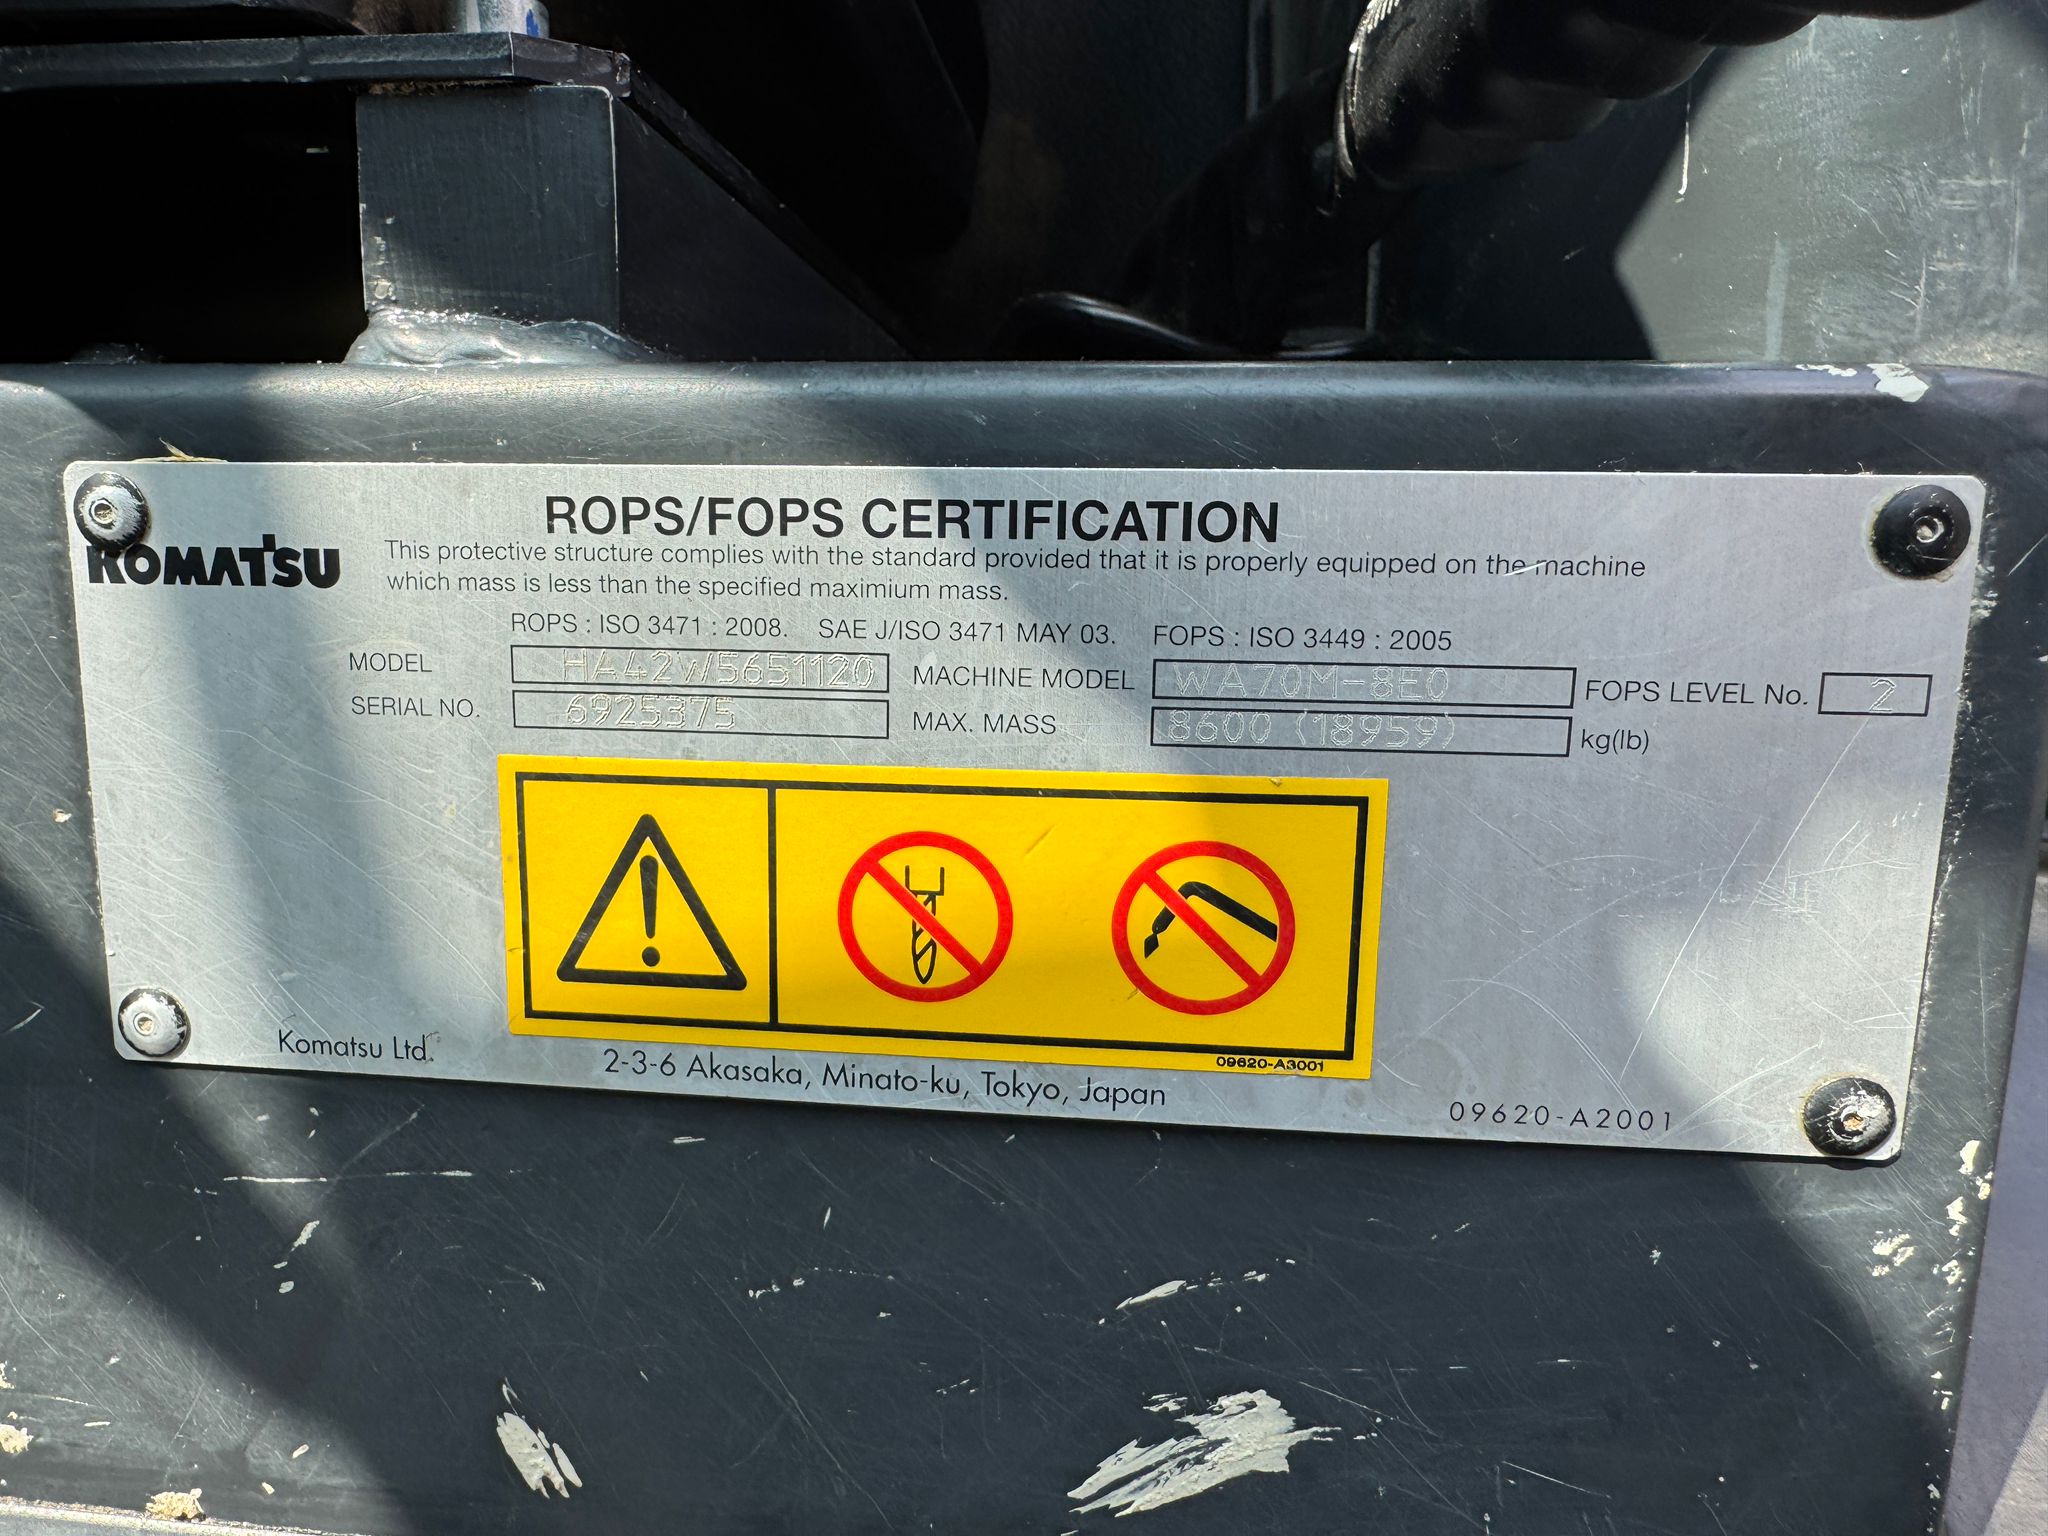 ROPS/FOPS CERTIFICATION
KOMATSU
This protective structure complies with the standard provided that it is properly equipped on the machine
which mass is less than the specified maximium mass.
ROPS : ISO 3471 : 2008. SAE J/ISO 3471 MAY 03. FOPS : ISO 3449 : 2005
MODEL HA42W5651120 MACHINE MODEL WA70M-8E0 FOPS LEVEL No. 2
SERIAL NO. 6925375 MAX. MASS 8600 (18959) kg(lb)
09620-A3001
Komatsu Ltd.
2-3-6 Akasaka, Minato-ku, Tokyo, Japan
09620-A2001